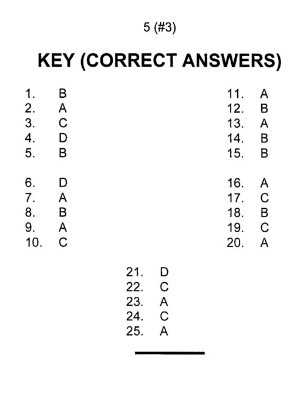 5 (#3)
KEY (CORRECT ANSWERS)
1. B
2. A
3. C
4. D
5. B
6. D
7. A
8. B
9. A
10. C
11. A
12. B
13. A
14. B
15. B
16. A
17. C
18. B
19. C
20. A
21. D
22. C
23. A
24. C
25. A